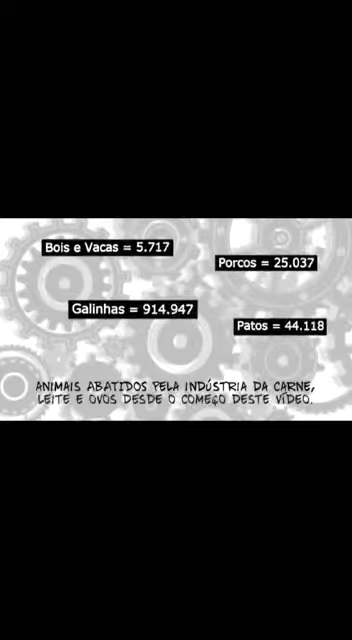 Bois e Vacas = 5.717
Porcos = 25.037
Galinhas = 914.947
Patos = 44.118
ANIMAIS ABATIDOS PELA INDÚSTRIA DA CARNE,
LEITE E OVOS DESDE O COMEÇO DESTE VÍDEO.